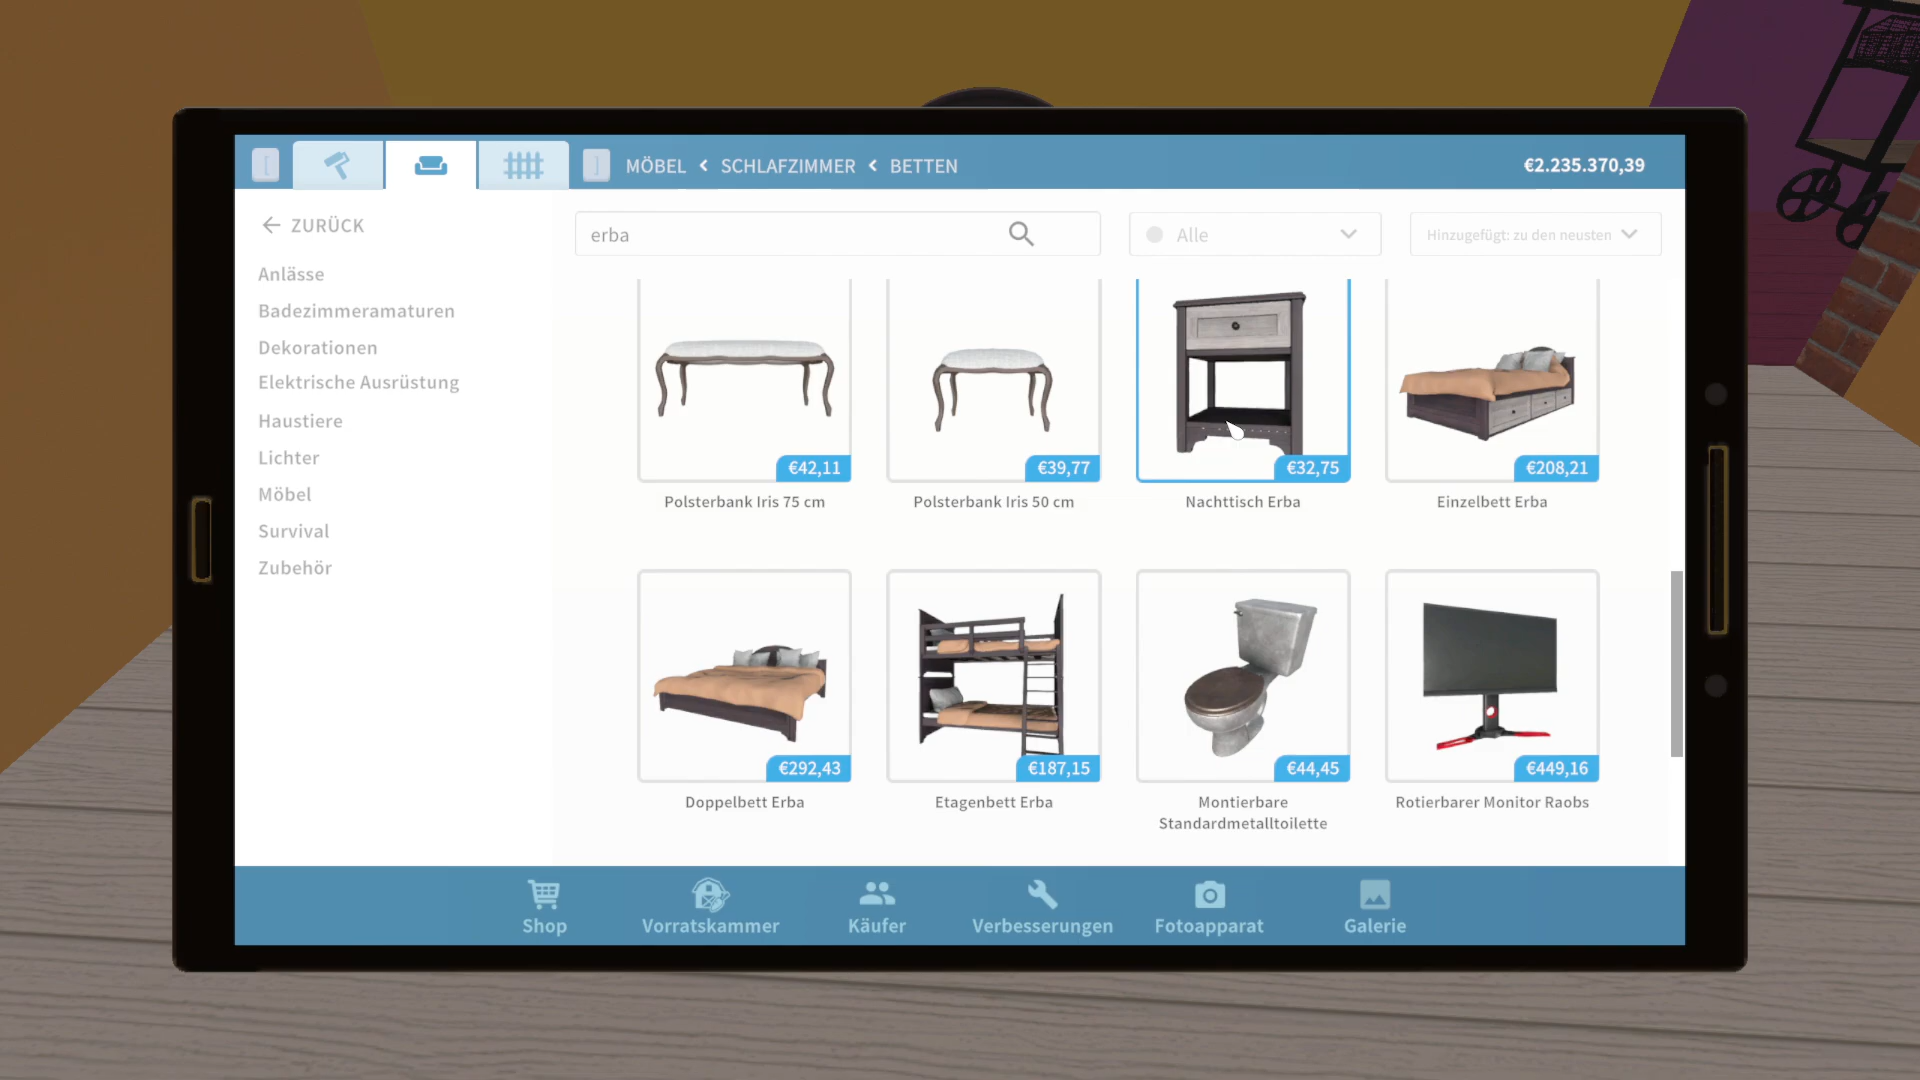 MÖBEL < SCHLAFZIMMER < BETTEN
€2.235.370,39
ZURÜCK
erba
Alle
Hinzugefügt: zu den neusten
Anlässe
Badezimmeramaturen
Dekorationen
Elektrische Ausrüstung
Haustiere
Lichter
Möbel
Survival
Zubehör
€42,11
€39,77
€32,75
€208,21
Polsterbank Iris 75 cm
Polsterbank Iris 50 cm
Nachttisch Erba
Einzelbett Erba
€292,43
€187,15
€44,45
€449,16
Doppelbett Erba
Etagenbett Erba
Montierbare
Standardmetalltoilette
Rotierbarer Monitor Raobs
Shop
Vorratskammer
Käufer
Verbesserungen
Fotoapparat
Galerie